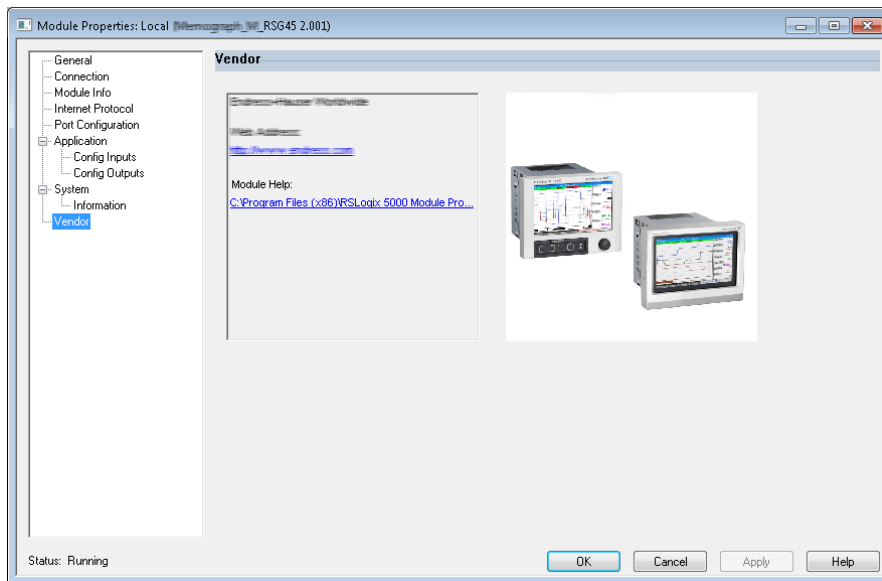 Module Properties: Local _RSG45 2.001)
Vendor
General
Connection
Module Info
Internet Protocol
Port Configuration
Application
Config Inputs
Config Outputs
System
Information
Vendor
Module Help:
C:\Program Files (x86)\RSLogix 5000 Module Pro...
Status: Running
OK
Cancel
Apply
Help